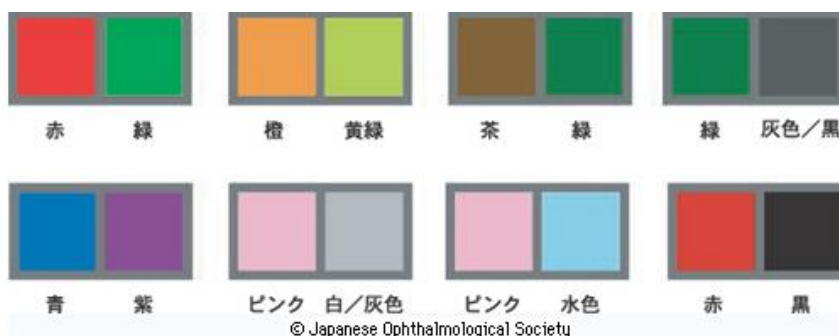 赤 緑 橙 黄緑 茶 緑 緑 灰色／黒
青 紫 ピンク 白／灰色 ピンク 水色 赤 黒
© Japanese Ophthalmological Society